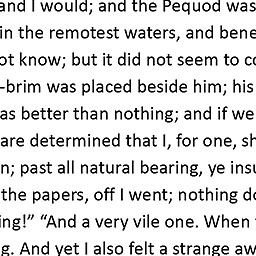 and I would; and the Pequod was
in the remotest waters, and bene
ot know; but it did not seem to c
-brim was placed beside him; his
as better than nothing; and if we
are determined that I, for one, sh
n; past all natural bearing, ye ins
the papers, off I went; nothing d
ing!” “And a very vile one. When
g. And yet I also felt a strange aw